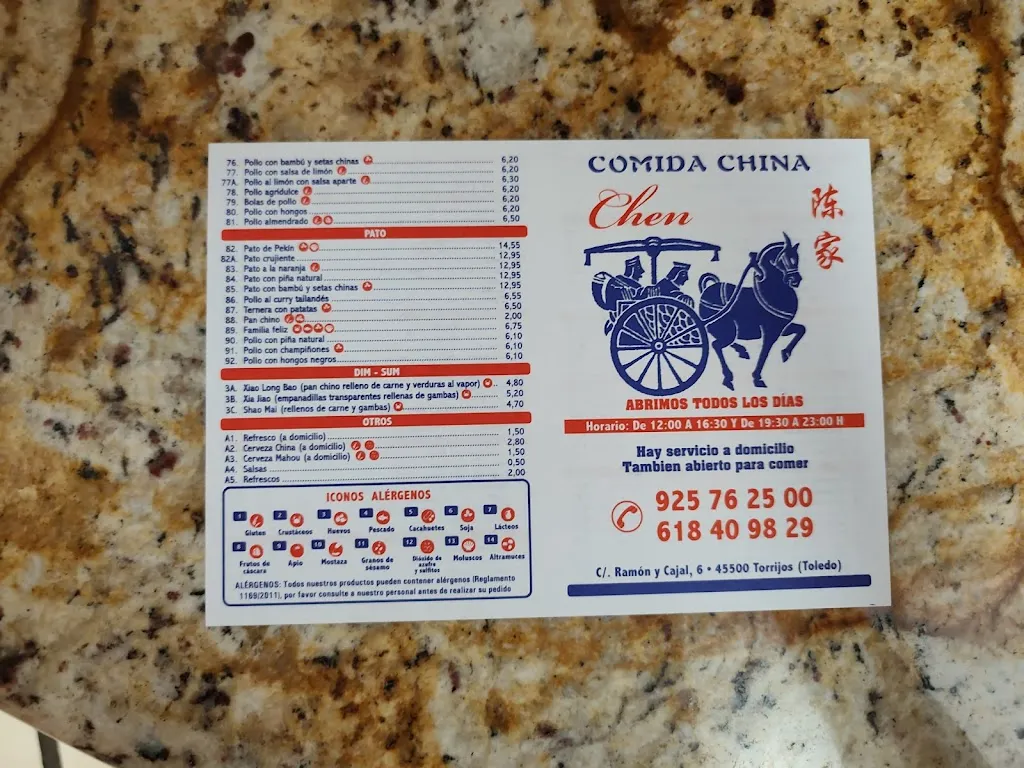 76. Pollo con bambú y setas chinas 6,20
77. Pollo con salsa de limón 6,20
77A. Pollo al limón con salsa aparte 6,30
78. Pollo agridulce 6,20
79. Bolas de pollo 6,20
80. Pollo con hongos 6,20
81. Pollo almendrado 6,50
PATO
82. Pato de Pekin 14,55
82A. Pato crujiente 12,95
83. Pato a la naranja 12,95
84. Pato con piña natural 12,95
85. Pato con bambú y setas chinas 12,95
86. Pollo al curry tailandés 6,55
87. Ternera con patatas 6,50
88. Pan chino 2,00
89. Familia feliz 6,75
90. Pollo con piña natural 6,10
91. Pollo con champiñones 6,10
92. Pollo con hongos negros 6,10
DIM - SUM
3A. Xiao Long Bao (pan chino relleno de carne y verduras al vapor) 4,80
3B. Xia Jiao (empanadillas transparentes rellenas de gambas) 5,20
3C. Shao Mai (rellenos de carne y gambas) 4,70
OTROS
A1. Refresco (a domicilio) 1,50
A2. Cerveza China (a domicilio) 2,80
A3. Cerveza Mahou (a domicilio) 1,50
A4. Salsas 0,50
A5. Refrescos 2,00
ICONOS ALÉRGENOS
1 2 3 4 5 6 7
Gluten Crustáceos Huevos Pescado Cacahuetes Soja Lácteos
8 9 10 11 12 13 14
Frutos de cáscara Apio Mostaza Granos de sésamo Dióxido de azufre y sulfitos Moluscos Altramuces
ALÉRGENOS: Todos nuestros productos pueden contener alérgenos (Reglamento
1169/2011), por favor consulte a nuestro personal antes de realizar su pedido
COMIDA CHINA
Chen
陈家
ABRIMOS TODOS LOS DÍAS
Horario: De 12:00 A 16:30 Y De 19:30 A 23:00 H
Hay servicio a domicilio
Tambien abierto para comer
925 76 25 00
618 40 98 29
C/. Ramón y Cajal, 6 • 45500 Torrijos (Toledo)